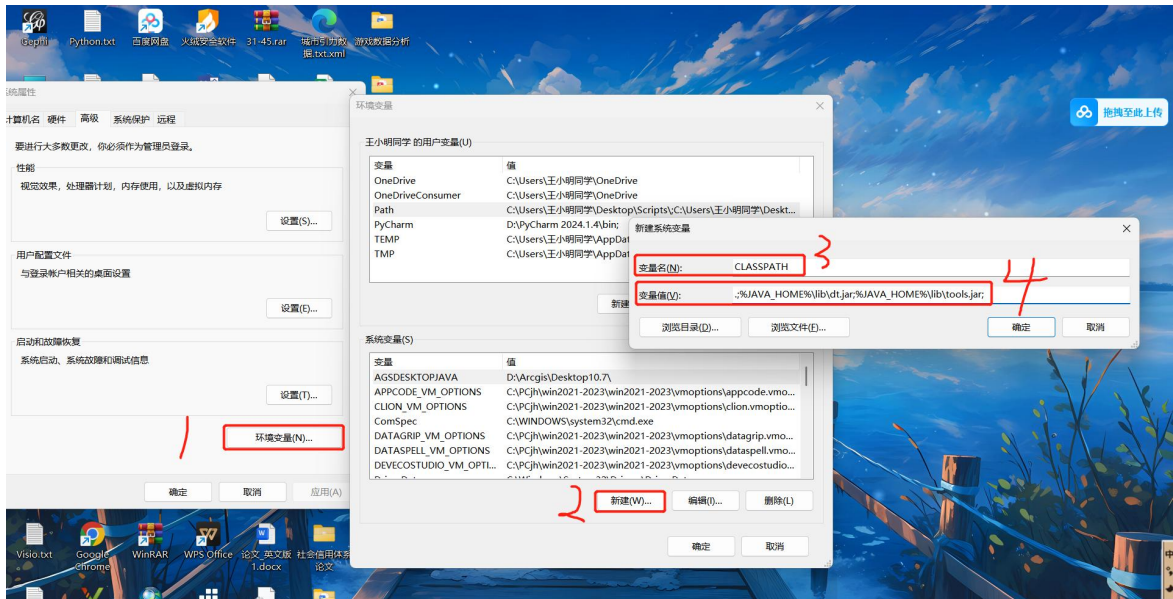 Gephi
Python.txt
百度网盘
火绒安全软件
31-45.rar
城市引力数据.txt.xml
游戏数据分析
拖拽至此上传
系统属性
计算机名 硬件 高级 系统保护 远程
要进行大多数更改，你必须作为管理员登录。
性能
视觉效果，处理器计划，内存使用，以及虚拟内存
设置(S)...
用户配置文件
与登录帐户相关的桌面设置
设置(E)...
启动和故障恢复
系统启动、系统故障和调试信息
设置(T)...
1
环境变量(N)...
确定 取消 应用(A)
环境变量
王小明同学 的用户变量(U)
变量 值
OneDrive C:\Users\王小明同学\OneDrive
OneDriveConsumer C:\Users\王小明同学\OneDrive
Path C:\Users\王小明同学\Desktop\Scripts\;C:\Users\王小明同学\Deskt...
PyCharm D:\PyCharm 2024.1.4\bin;
TEMP C:\Users\王小明同学\AppDat
TMP C:\Users\王小明同学\AppDat
新建
系统变量(S)
变量 值
AGSDESKTOPJAVA D:\Arcgis\Desktop10.7\
APPCODE_VM_OPTIONS C:\PCjh\win2021-2023\win2021-2023\vmoptions\appcode.vmo...
CLION_VM_OPTIONS C:\PCjh\win2021-2023\win2021-2023\vmoptions\clion.vmoptio...
ComSpec C:\WINDOWS\system32\cmd.exe
DATAGRIP_VM_OPTIONS C:\PCjh\win2021-2023\win2021-2023\vmoptions\datagrip.vmo...
DATASPELL_VM_OPTIONS C:\PCjh\win2021-2023\win2021-2023\vmoptions\dataspell.vmo...
DEVECOSTUDIO_VM_OPTI... C:\PCjh\win2021-2023\win2021-2023\vmoptions\devecostudio...
2
新建(W)... 编辑(I)... 删除(L)
确定 取消
新建系统变量
变量名(N): CLASSPATH
3
变量值(V): .;%JAVA_HOME%\lib\dt.jar;%JAVA_HOME%\lib\tools.jar;
4
浏览目录(D)... 浏览文件(F)... 确定 取消
Visio.txt
Google Chrome
WinRAR
WPS Office
论文_英文版1.docx
社会信用体系论文
中